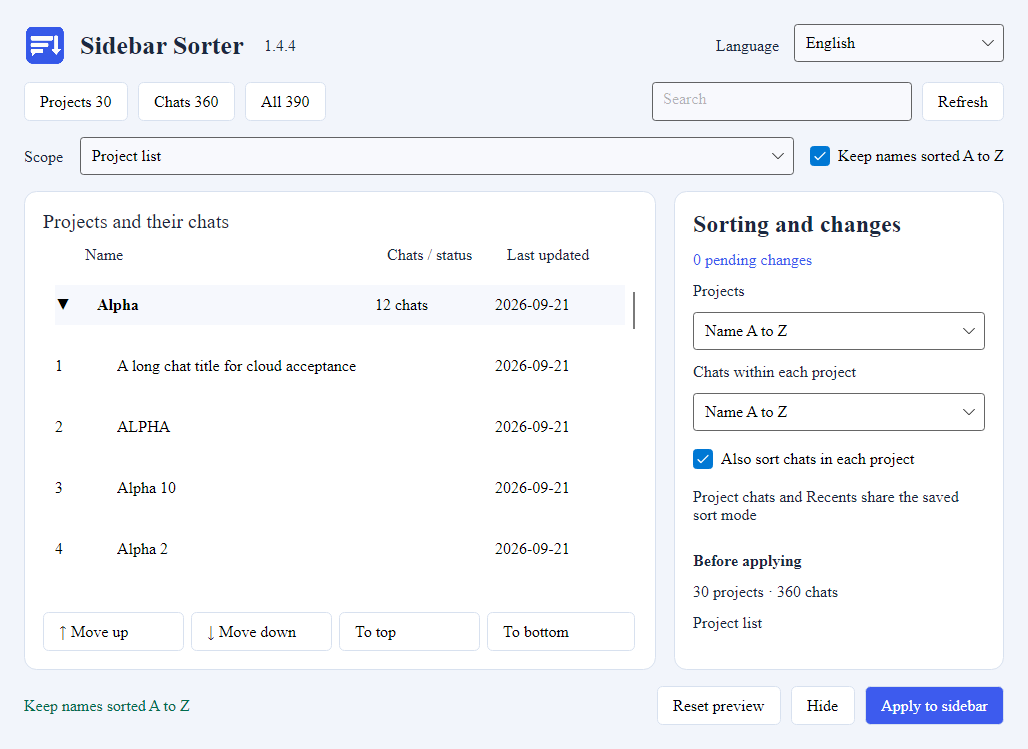 Sidebar Sorter 1.4.4
Language English
Projects 30 Chats 360 All 390 Search Refresh
Scope Project list Keep names sorted A to Z
Projects and their chats
Name Chats / status Last updated
▼ Alpha 12 chats 2026-09-21
1 A long chat title for cloud acceptance 2026-09-21
2 ALPHA 2026-09-21
3 Alpha 10 2026-09-21
4 Alpha 2 2026-09-21
↑ Move up ↓ Move down To top To bottom
Sorting and changes
0 pending changes
Projects
Name A to Z
Chats within each project
Name A to Z
Also sort chats in each project
Project chats and Recents share the saved
sort mode
Before applying
30 projects · 360 chats
Project list
Keep names sorted A to Z
Reset preview Hide Apply to sidebar